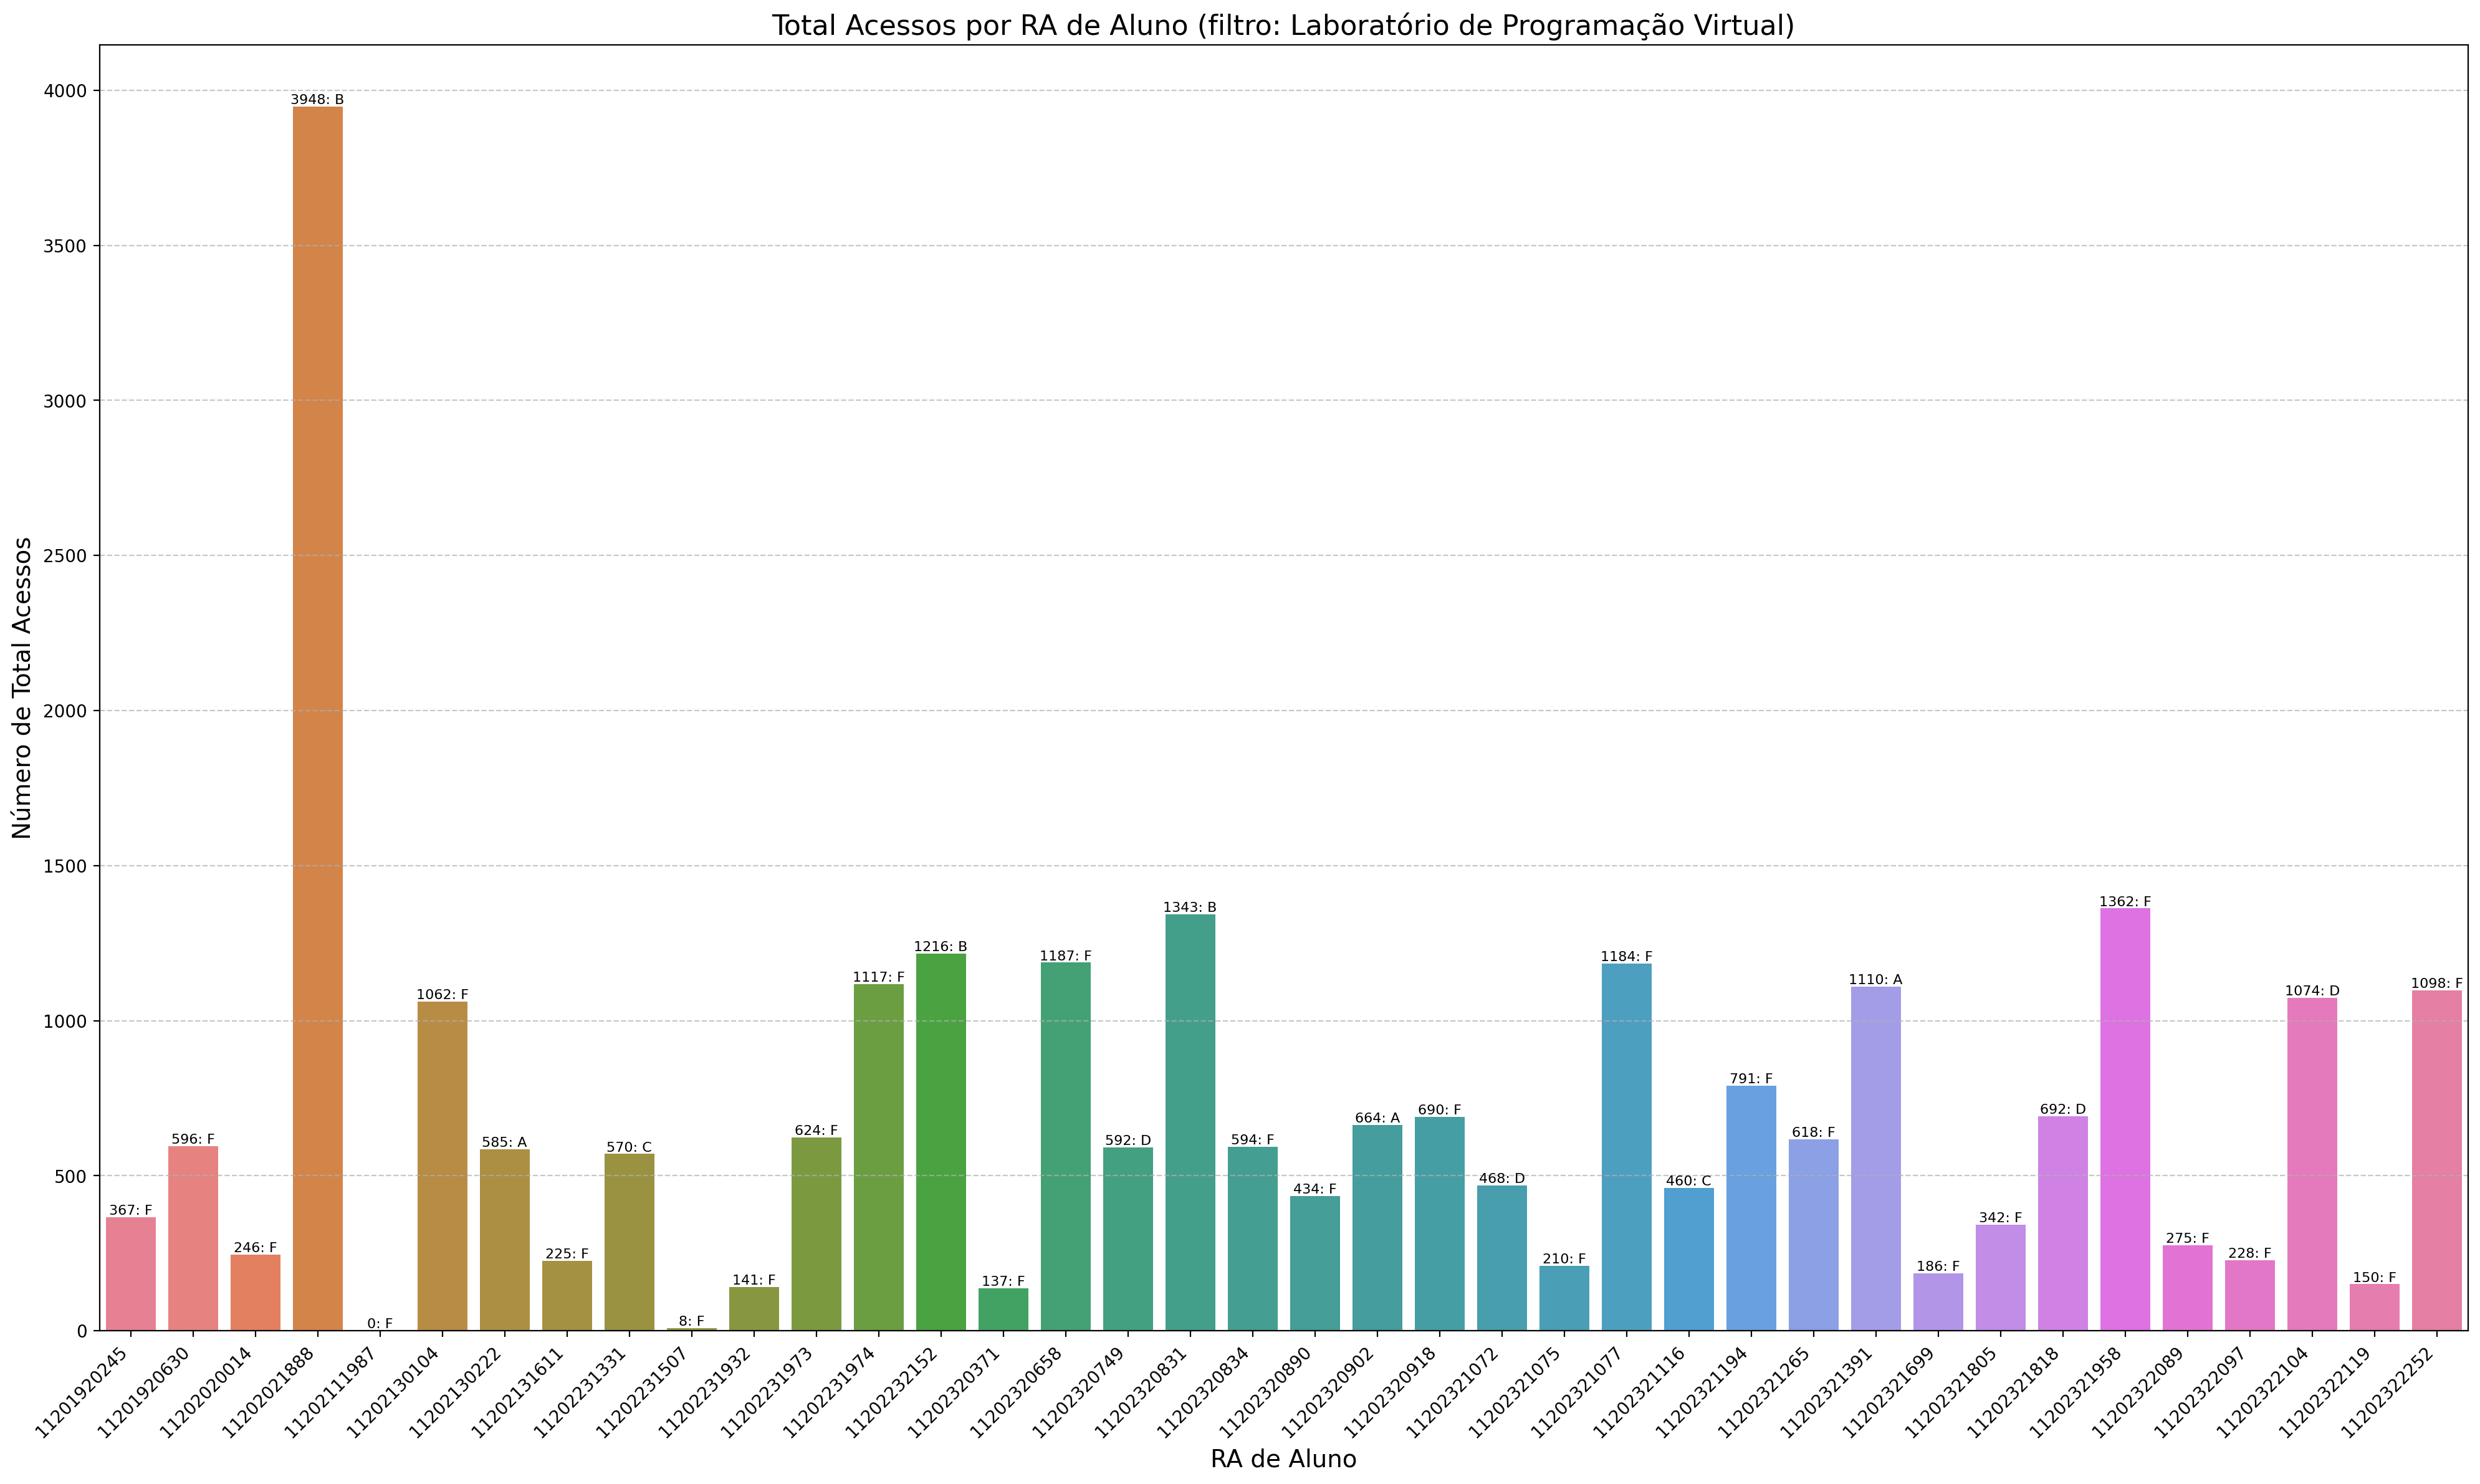 Total Acessos por RA de Aluno (filtro: Laboratório de Programação Virtual)
Número de Total Acessos
4000
3500
3000
2500
2000
1500
1000
500
0
367: F
596: F
246: F
3948: B
0: F
1062: F
585: A
225: F
570: C
8: F
141: F
624: F
1117: F
1216: B
137: F
1187: F
592: D
1343: B
594: F
434: F
664: A
690: F
468: D
210: F
1184: F
460: C
791: F
618: F
1110: A
186: F
342: F
692: D
1362: F
275: F
228: F
1074: D
150: F
1098: F
11201920245
11201920630
11202020014
11202021888
11202111987
11202130104
11202130222
11202131611
11202231331
11202231507
11202231932
11202231973
11202231974
11202232152
11202320371
11202320658
11202320749
11202320831
11202320834
11202320890
11202320902
11202320918
11202321072
11202321075
11202321077
11202321116
11202321194
11202321265
11202321391
11202321699
11202321805
11202321818
11202321958
11202322089
11202322097
11202322104
11202322119
11202322252
RA de Aluno